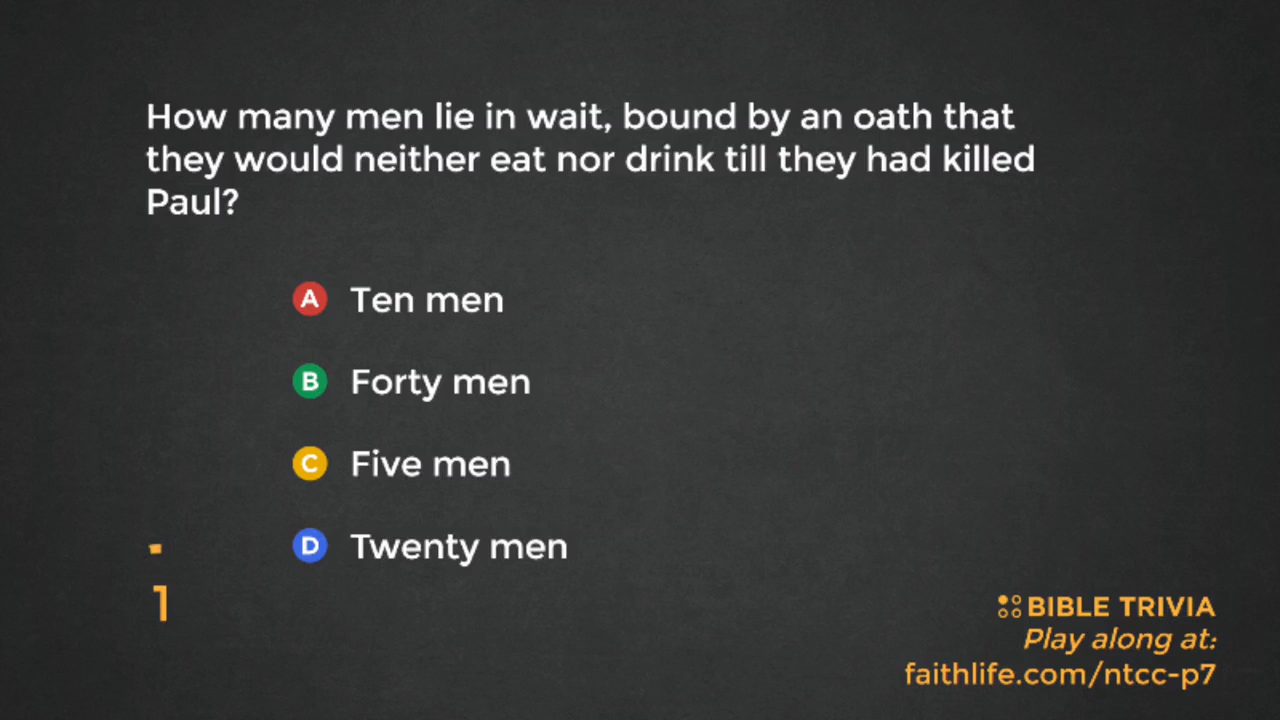 How many men lie in wait, bound by an oath that
they would neither eat nor drink till they had killed
Paul?
A Ten men
B Forty men
C Five men
D Twenty men
1
BIBLE TRIVIA
Play along at:
faithlife.com/ntcc-p7